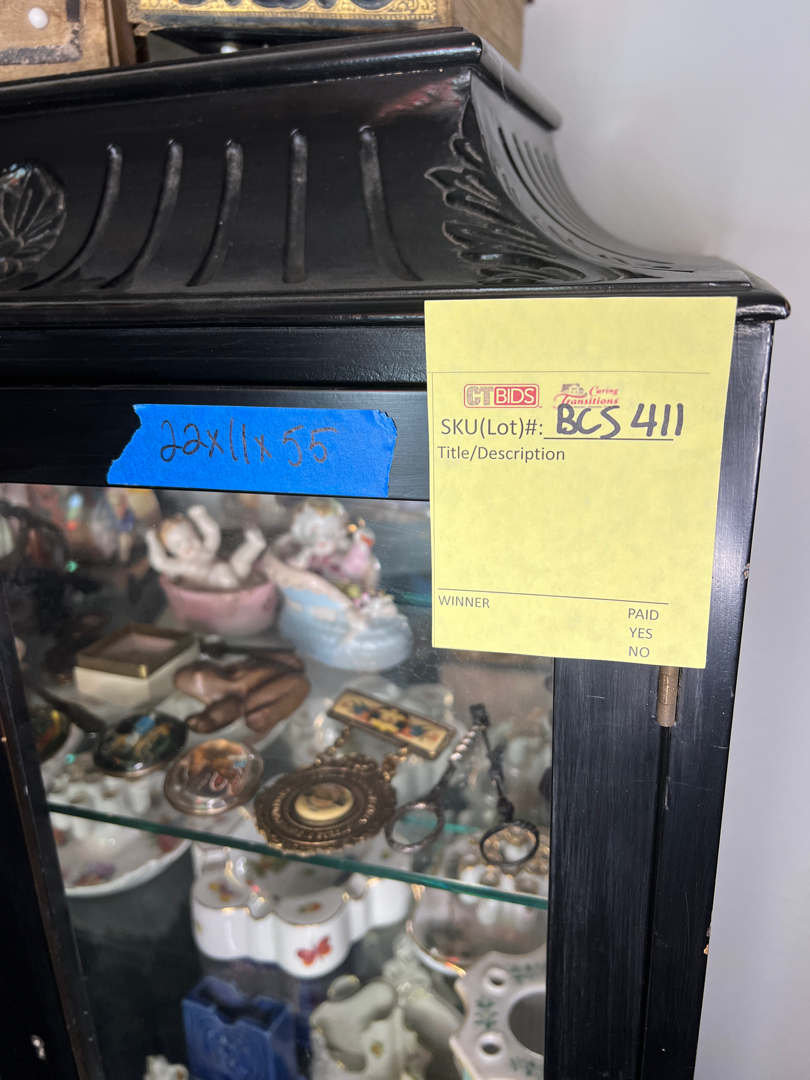 22x11x55
CTBIDS
Caring
Transitions
SKU(Lot)#: BCS 411
Title/Description
WINNER
PAID
YES
NO